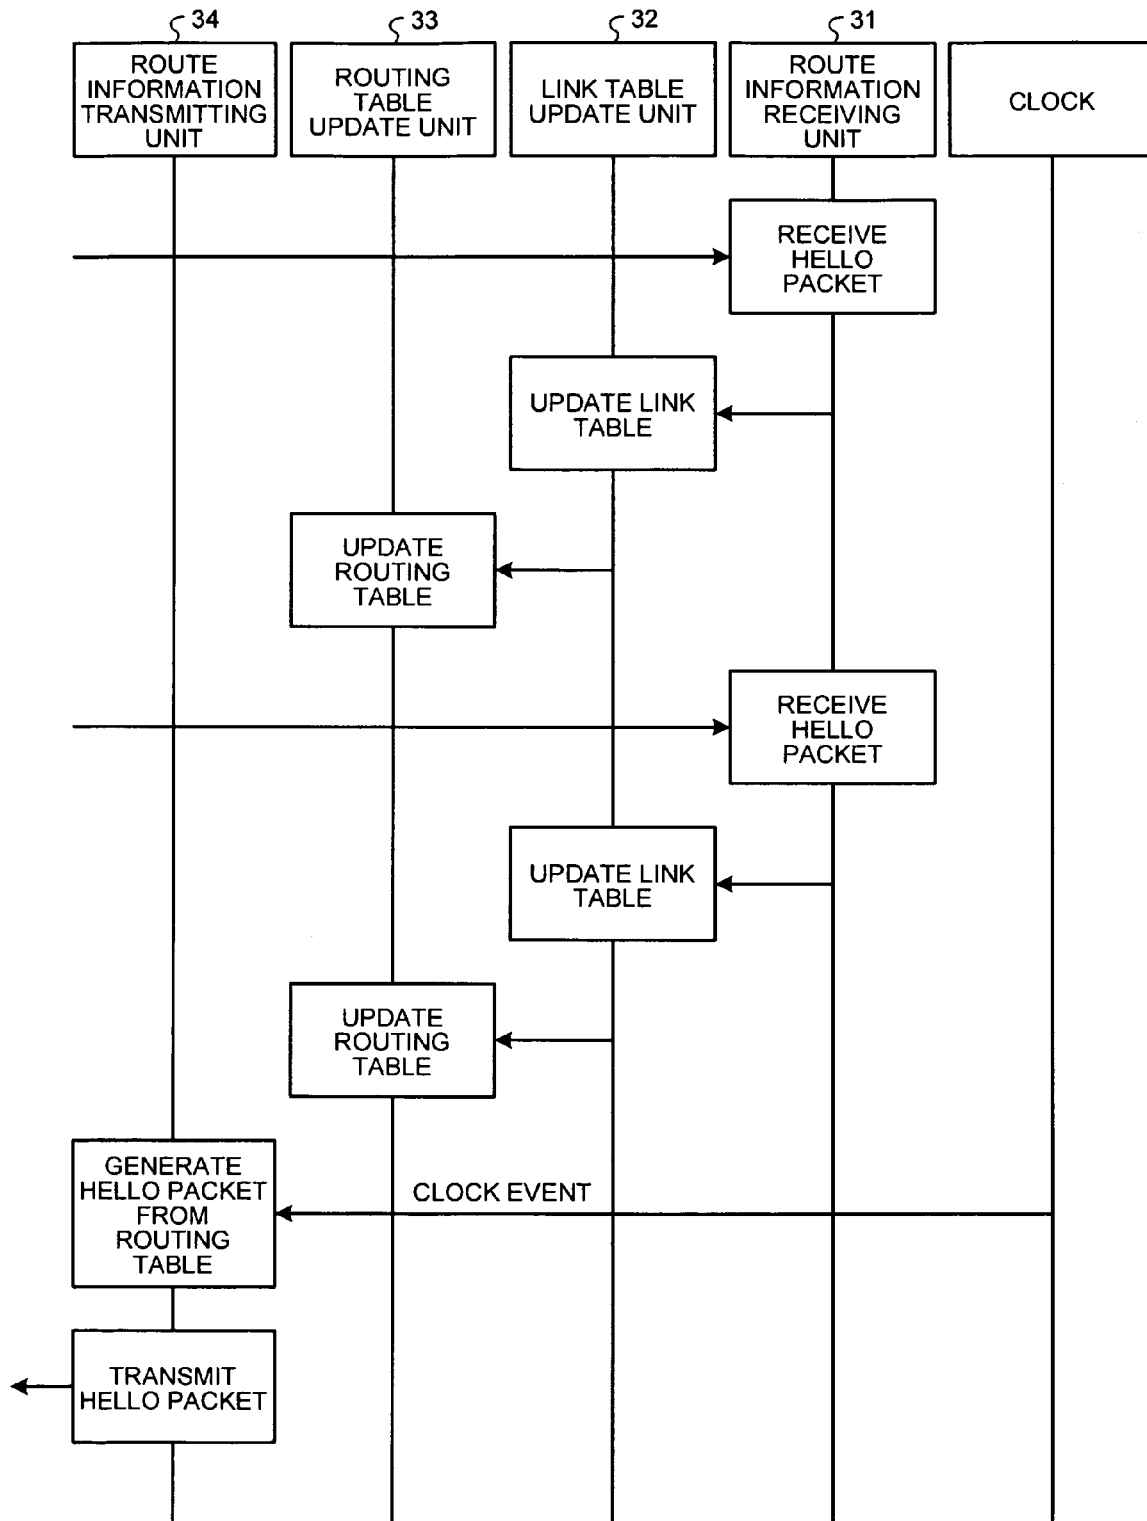 34
33
32
31
ROUTE
INFORMATION
TRANSMITTING
UNIT
ROUTING
TABLE
UPDATE UNIT
LINK TABLE
UPDATE UNIT
ROUTE
INFORMATION
RECEIVING
UNIT
CLOCK
RECEIVE
HELLO
PACKET
UPDATE LINK
TABLE
UPDATE
ROUTING
TABLE
RECEIVE
HELLO
PACKET
UPDATE LINK
TABLE
UPDATE
ROUTING
TABLE
GENERATE
HELLO PACKET
FROM
ROUTING
TABLE
CLOCK EVENT
TRANSMIT
HELLO PACKET